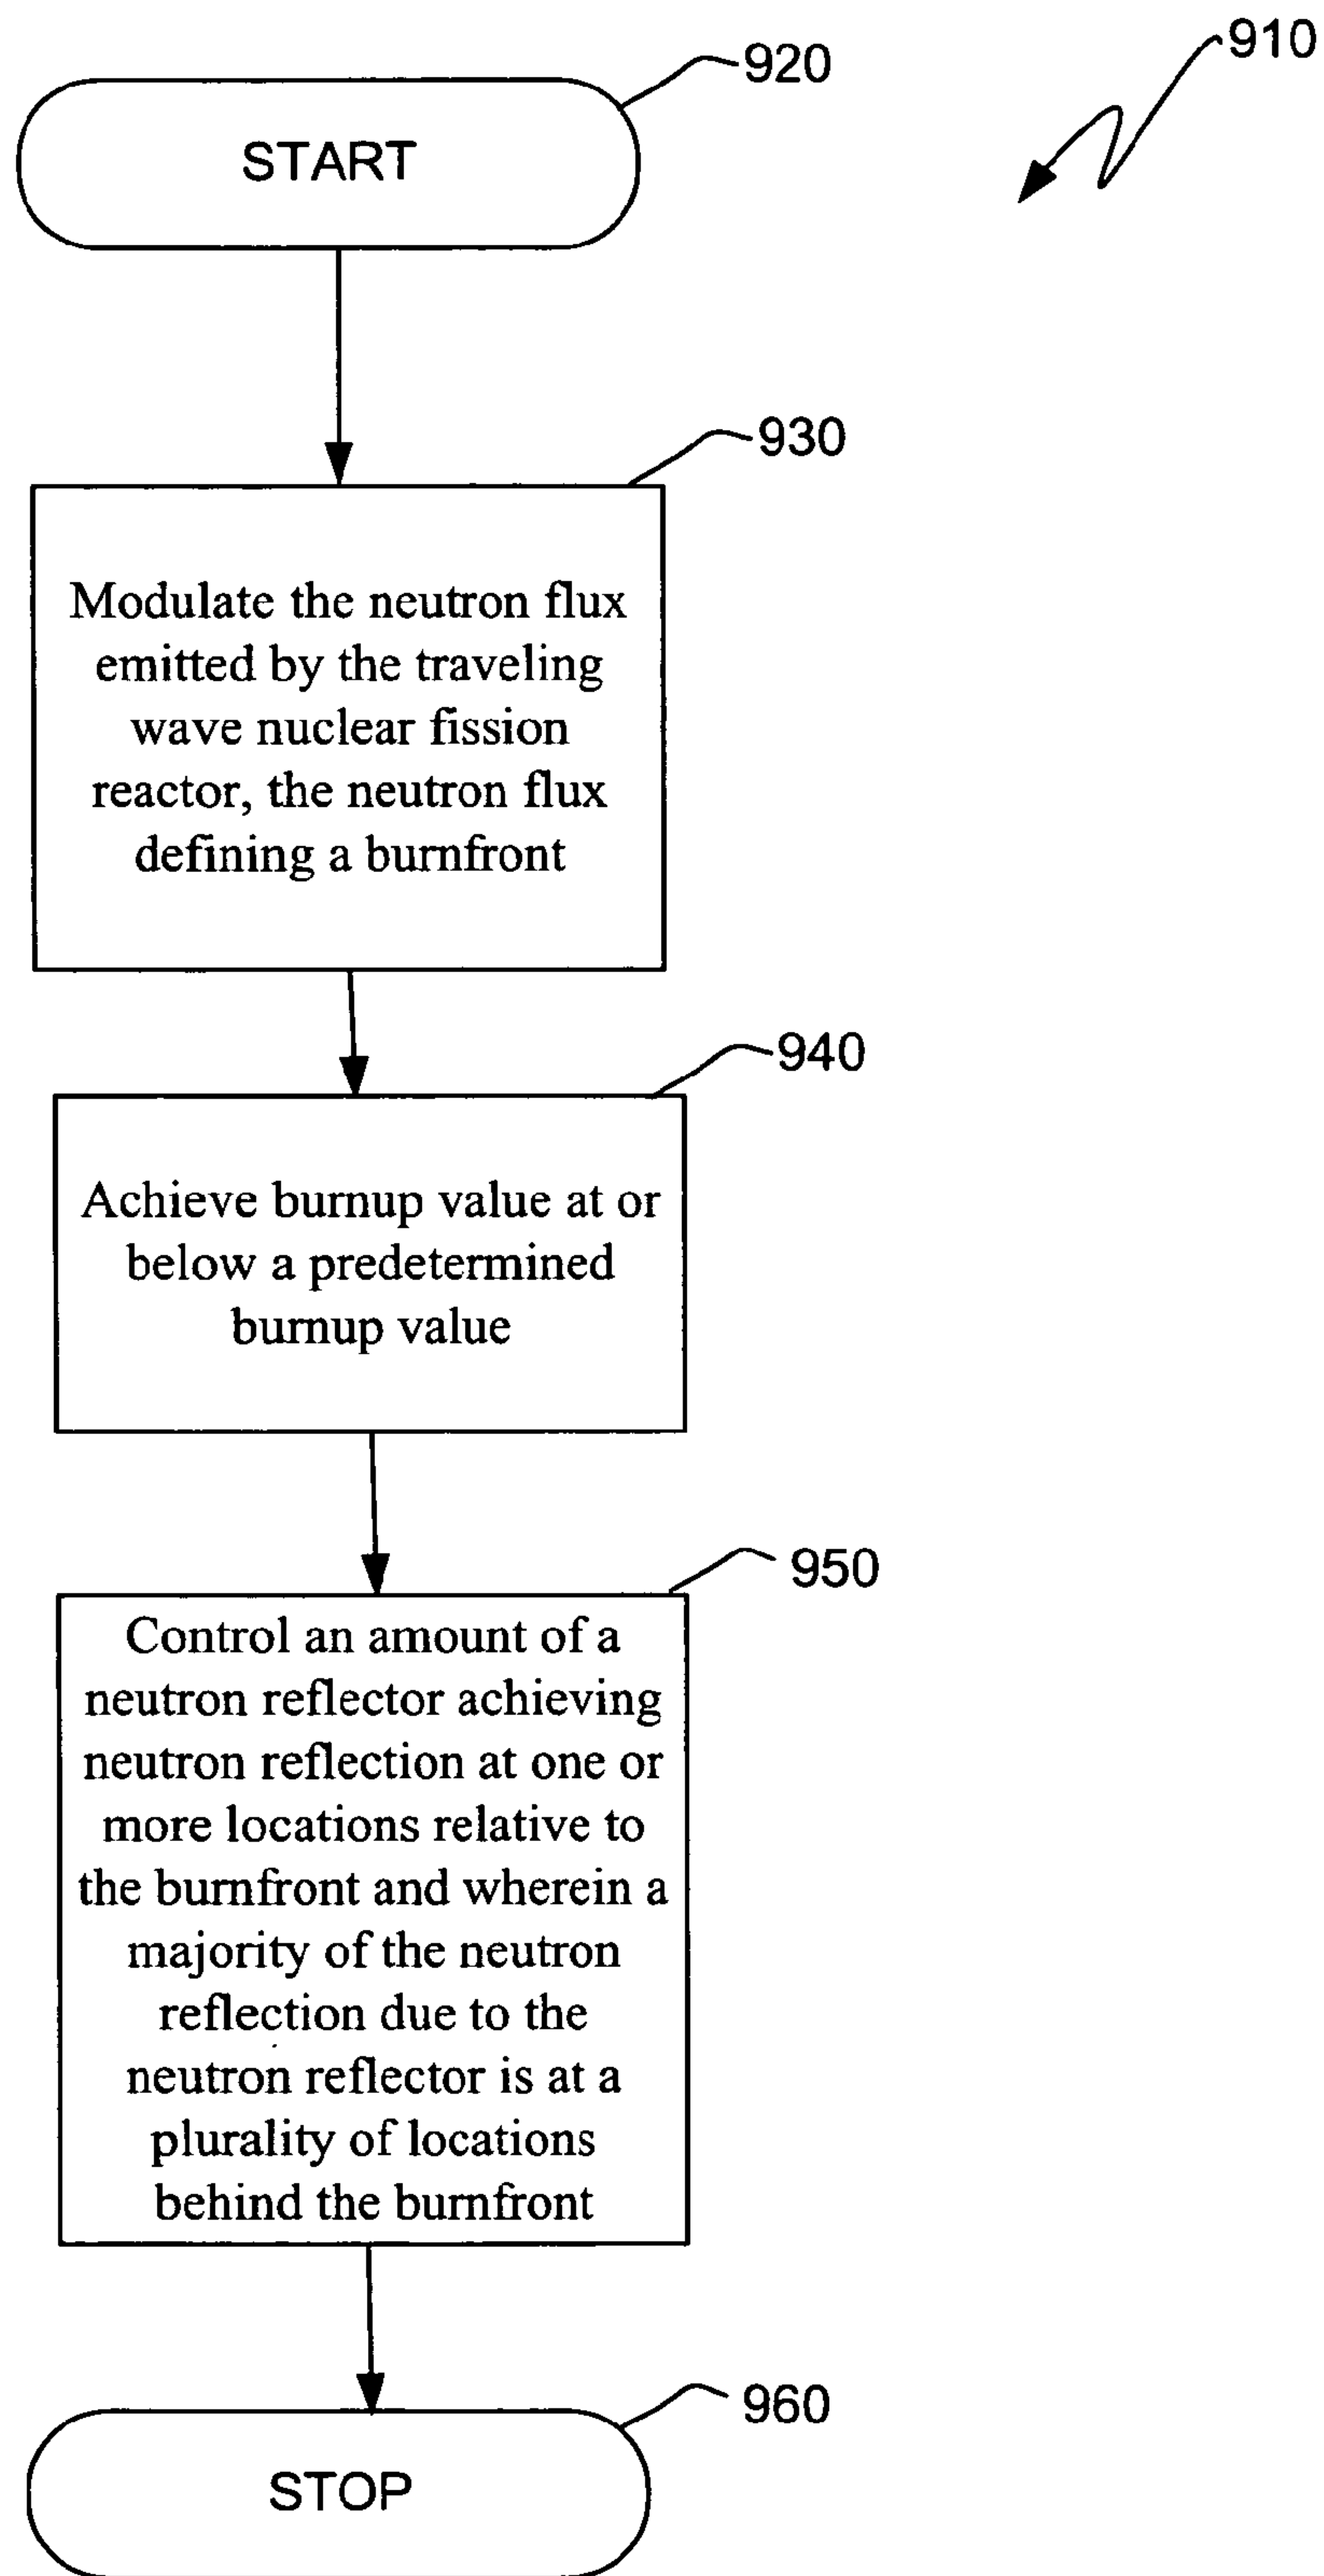 910
920
START
930
Modulate the neutron flux
emitted by the traveling
wave nuclear fission
reactor, the neutron flux
defining a burnfront
940
Achieve burnup value at or
below a predetermined
burnup value
950
Control an amount of a
neutron reflector achieving
neutron reflection at one or
more locations relative to
the burnfront and wherein a
majority of the neutron
reflection due to the
neutron reflector is at a
plurality of locations
behind the burnfront
960
STOP